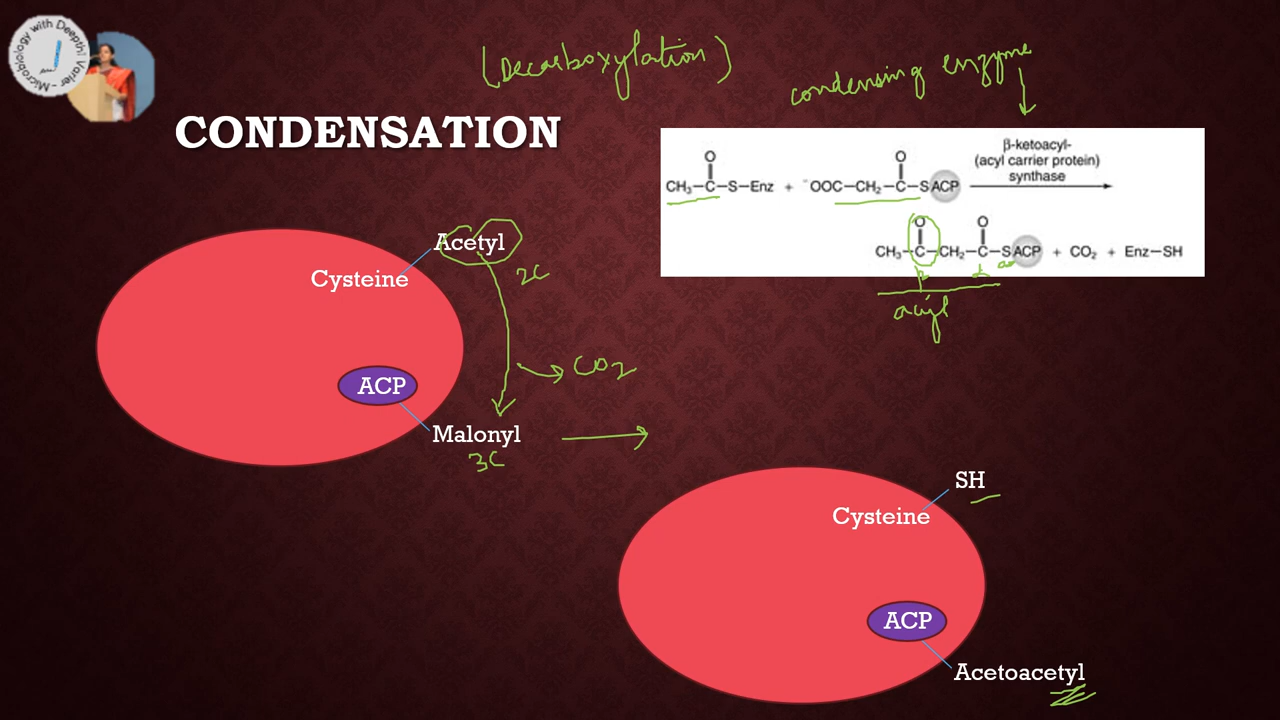 Microbiology with Deepthi Varier
(Decarboxylation)
condensing enzyme
CONDENSATION
β-ketoacyl-
(acyl carrier protein)
synthase
O O
CH₃–C–S–Enz + ⁻OOC–CH₂–C–S ACP
O O
CH₃–C–CH₂–C–S ACP + CO₂ + Enz–SH
β α
acyl
Acetyl
Cysteine
2C
CO₂
ACP
Malonyl
3C
SH
Cysteine
ACP
Acetoacetyl